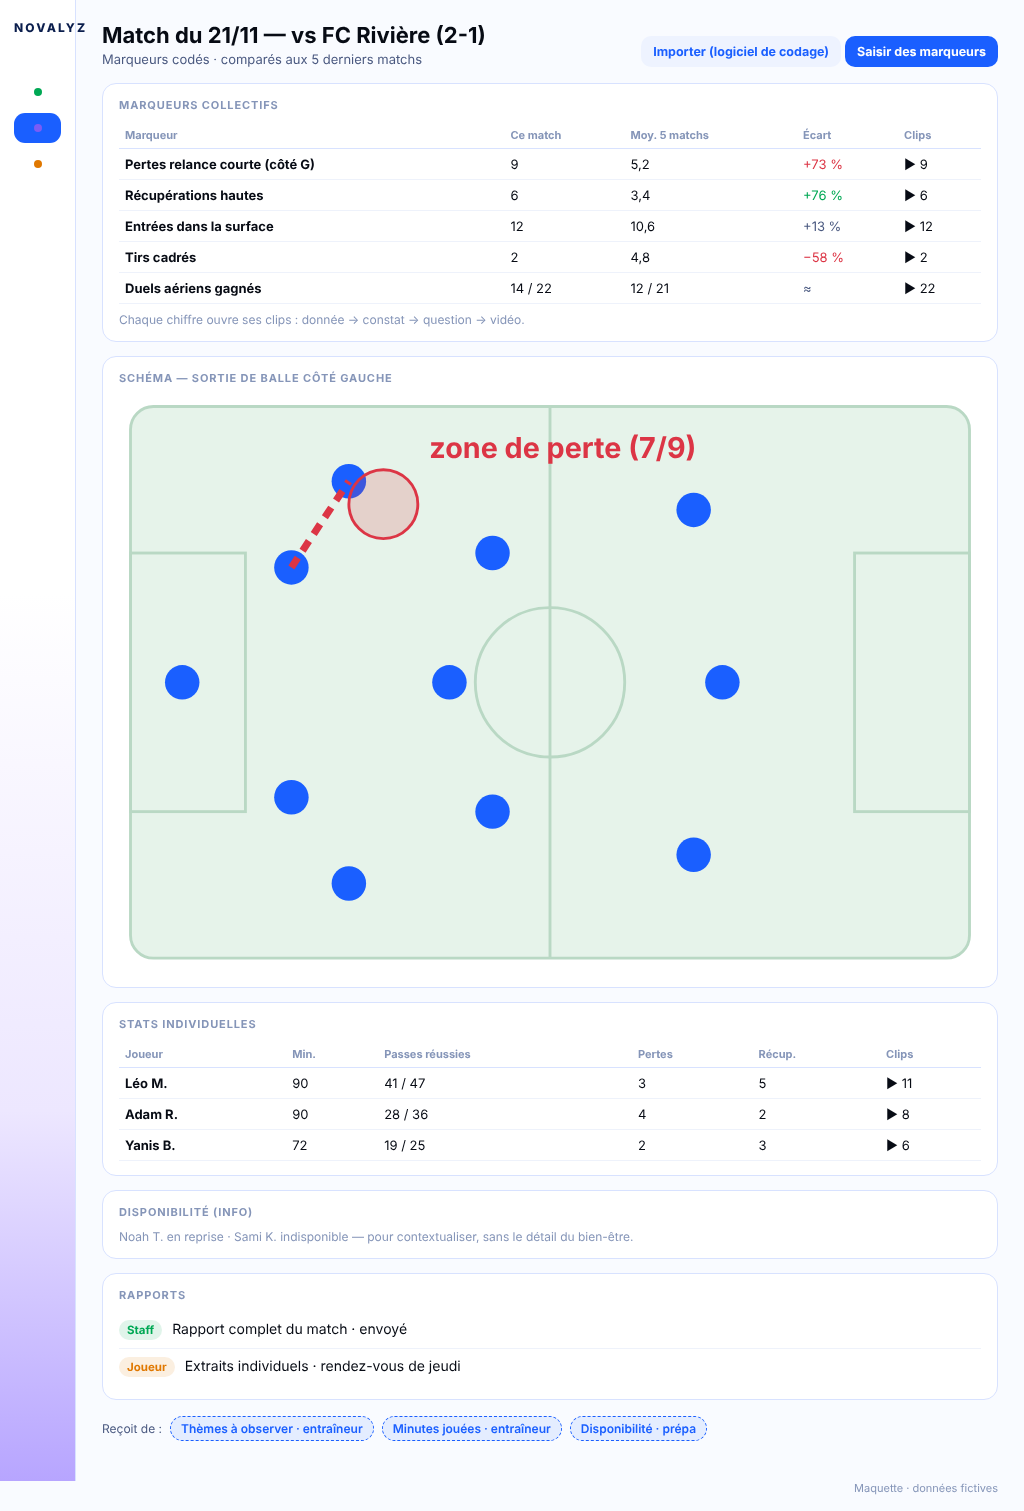 NOVALYZ
Match du 21/11 — vs FC Rivière (2-1)
Marqueurs codés · comparés aux 5 derniers matchs
Importer (logiciel de codage)
Saisir des marqueurs
MARQUEURS COLLECTIFS
Marqueur Ce match Moy. 5 matchs Écart Clips
Pertes relance courte (côté G) 9 5,2 +73 % ▶ 9
Récupérations hautes 6 3,4 +76 % ▶ 6
Entrées dans la surface 12 10,6 +13 % ▶ 12
Tirs cadrés 2 4,8 −58 % ▶ 2
Duels aériens gagnés 14 / 22 12 / 21 ≈ ▶ 22
Chaque chiffre ouvre ses clips : donnée → constat → question → vidéo.
SCHÉMA — SORTIE DE BALLE CÔTÉ GAUCHE
zone de perte (7/9)
STATS INDIVIDUELLES
Joueur Min. Passes réussies Pertes Récup. Clips
Léo M. 90 41 / 47 3 5 ▶ 11
Adam R. 90 28 / 36 4 2 ▶ 8
Yanis B. 72 19 / 25 2 3 ▶ 6
DISPONIBILITÉ (INFO)
Noah T. en reprise · Sami K. indisponible — pour contextualiser, sans le détail du bien-être.
RAPPORTS
Staff Rapport complet du match · envoyé
Joueur Extraits individuels · rendez-vous de jeudi
Reçoit de : Thèmes à observer · entraîneur Minutes jouées · entraîneur Disponibilité · prépa
Maquette · données fictives